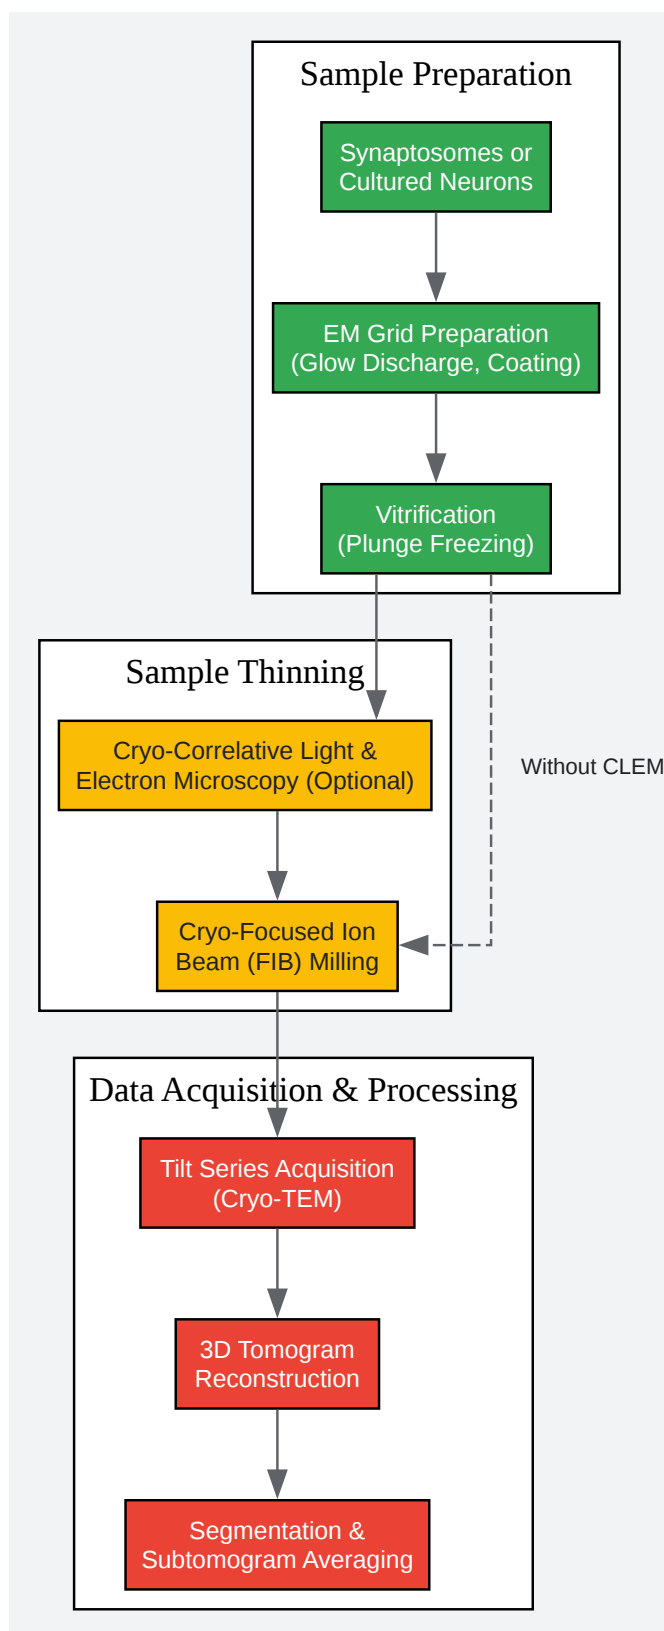 Sample Preparation
Synaptosomes or
Cultured Neurons
EM Grid Preparation
(Glow Discharge, Coating)
Vitrification
(Plunge Freezing)
Sample Thinning
Cryo-Correlative Light &
Electron Microscopy (Optional)
Without CLEM
Cryo-Focused Ion
Beam (FIB) Milling
Data Acquisition & Processing
Tilt Series Acquisition
(Cryo-TEM)
3D Tomogram
Reconstruction
Segmentation &
Subtomogram Averaging